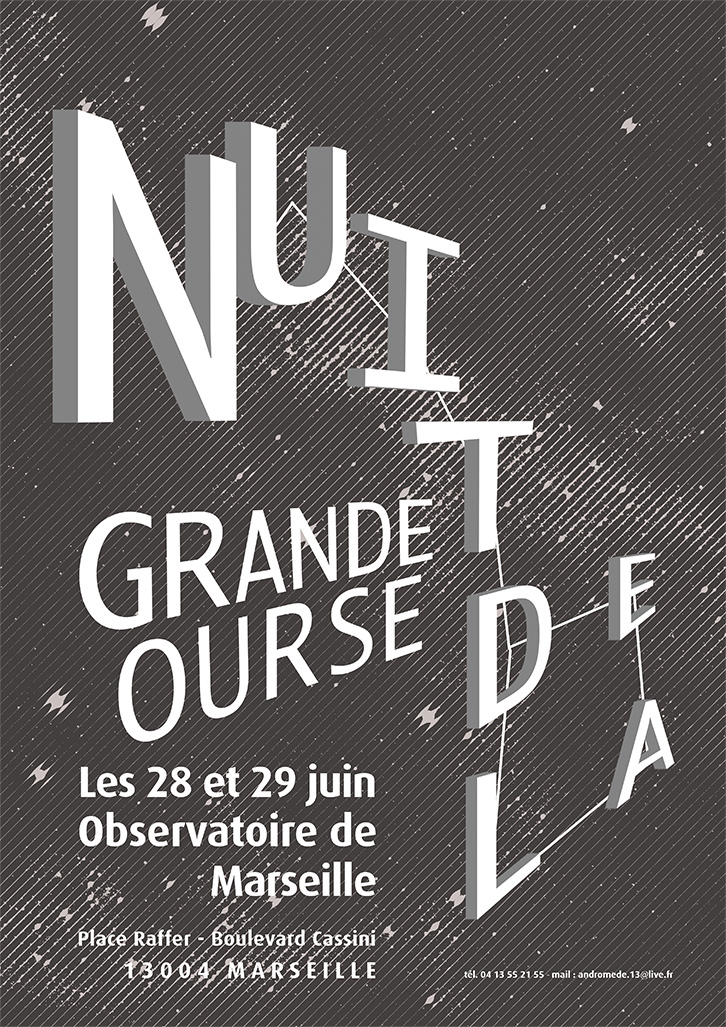 NUIT DE LA
GRANDE
OURSE
Les 28 et 29 juin
Observatoire de
Marseille
Place Raffer - Boulevard Cassini
13004 MARSEILLE
tél. 04 13 55 21 55 - mail : andromede.13@live.fr